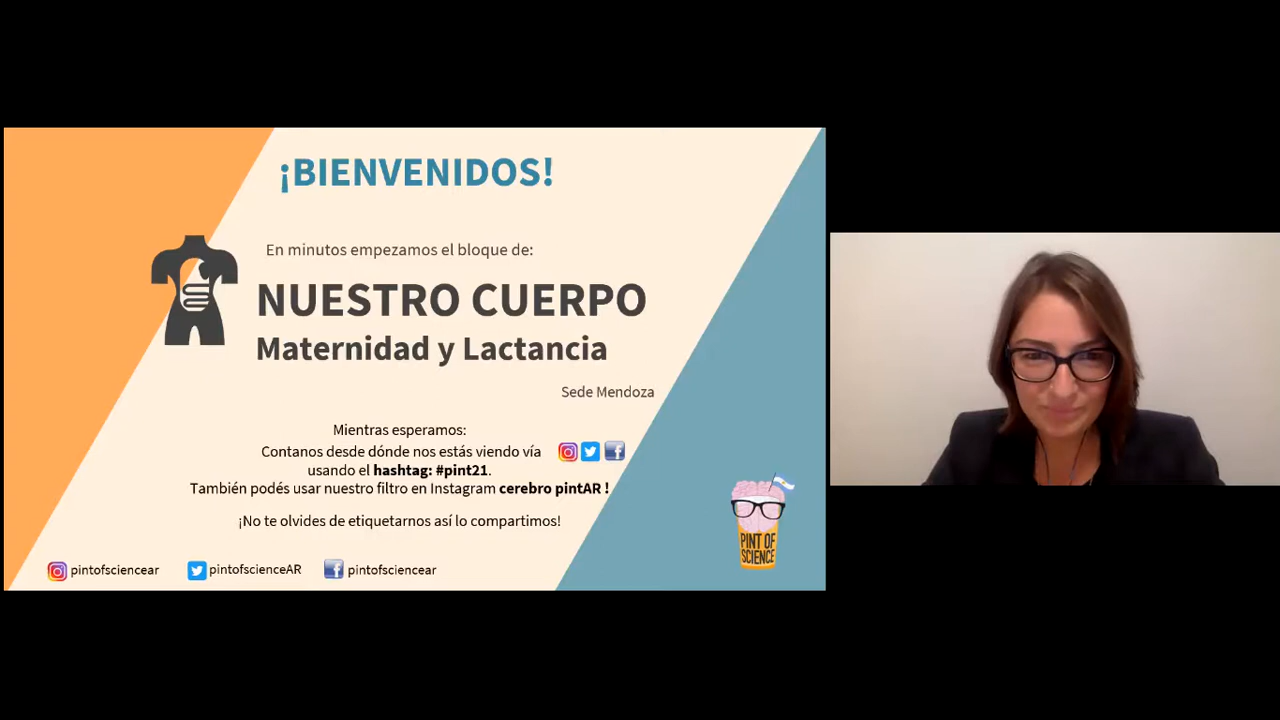 ¡BIENVENIDOS!
En minutos empezamos el bloque de:
NUESTRO CUERPO
Maternidad y Lactancia
Sede Mendoza
Mientras esperamos:
Contanos desde dónde nos estás viendo vía
usando el hashtag: #pint21.
También podés usar nuestro filtro en Instagram cerebro pintAR !
¡No te olvides de etiquetarnos así lo compartimos!
PINT OF
SCIENCE
pintofsciencear pintofscienceAR pintofsciencear